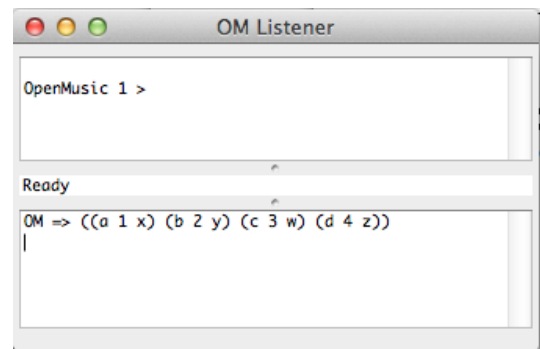 OM Listener
OpenMusic 1 >
Ready
OM => ((a 1 x) (b 2 y) (c 3 w) (d 4 z))